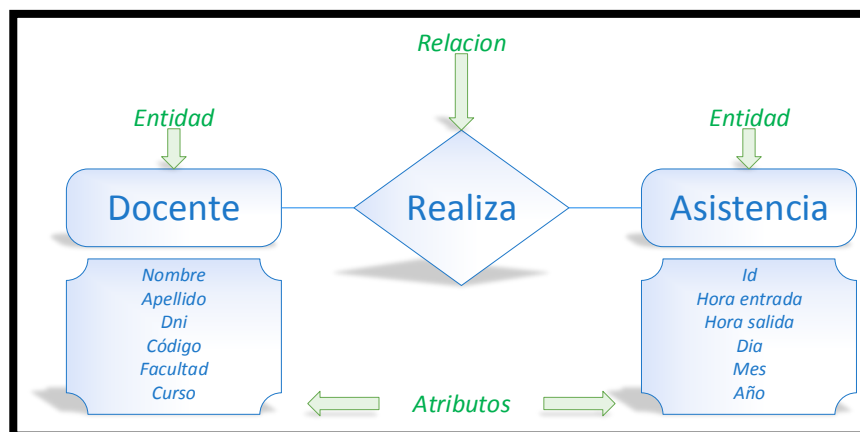 Relacion
Entidad
Entidad
Docente
Realiza
Asistencia
Nombre
Apellido
Dni
Código
Facultad
Curso
Id
Hora entrada
Hora salida
Dia
Mes
Año
Atributos